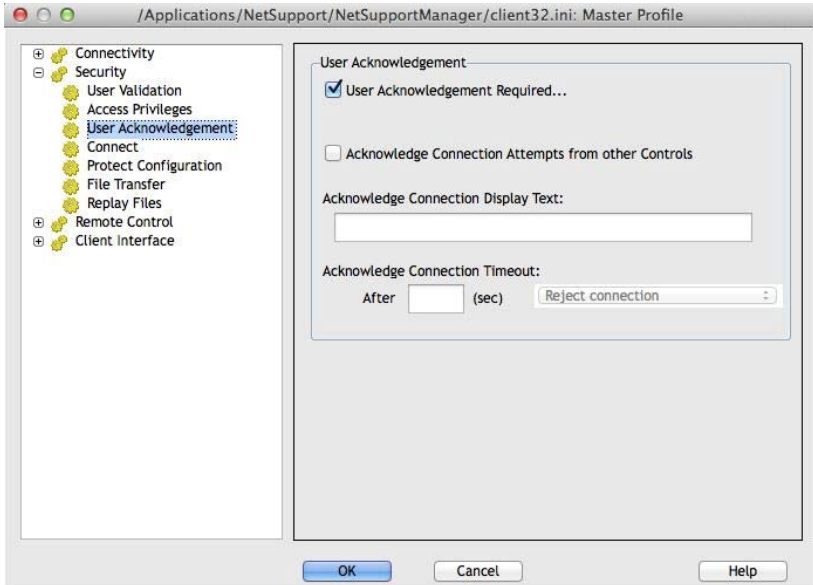 /Applications/NetSupport/NetSupportManager/client32.ini: Master Profile
Connectivity
Security
User Validation
Access Privileges
User Acknowledgement
Connect
Protect Configuration
File Transfer
Replay Files
Remote Control
Client Interface
User Acknowledgement
User Acknowledgement Required...
Acknowledge Connection Attempts from other Controls
Acknowledge Connection Display Text:
Acknowledge Connection Timeout:
After (sec) Reject connection
OK Cancel Help